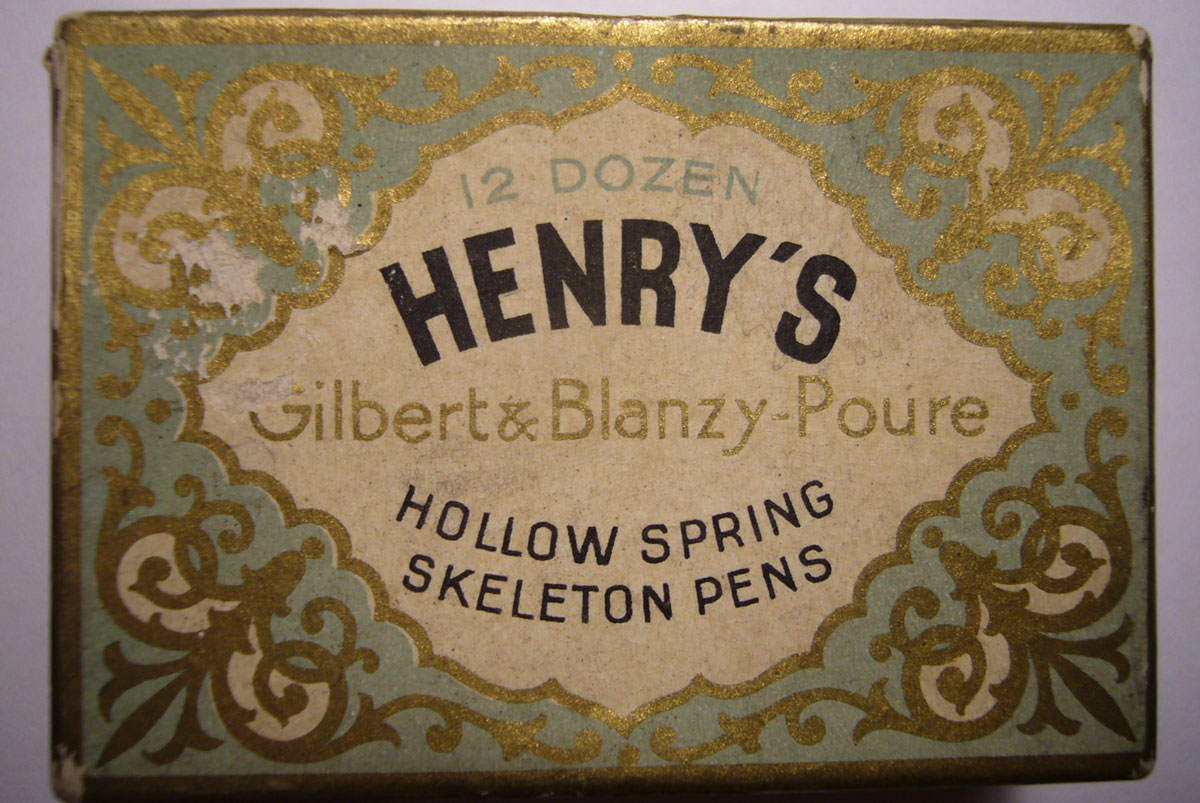 12 DOZEN
HENRY'S
Gilbert & Blanzy-Poure
HOLLOW SPRING
SKELETON PENS